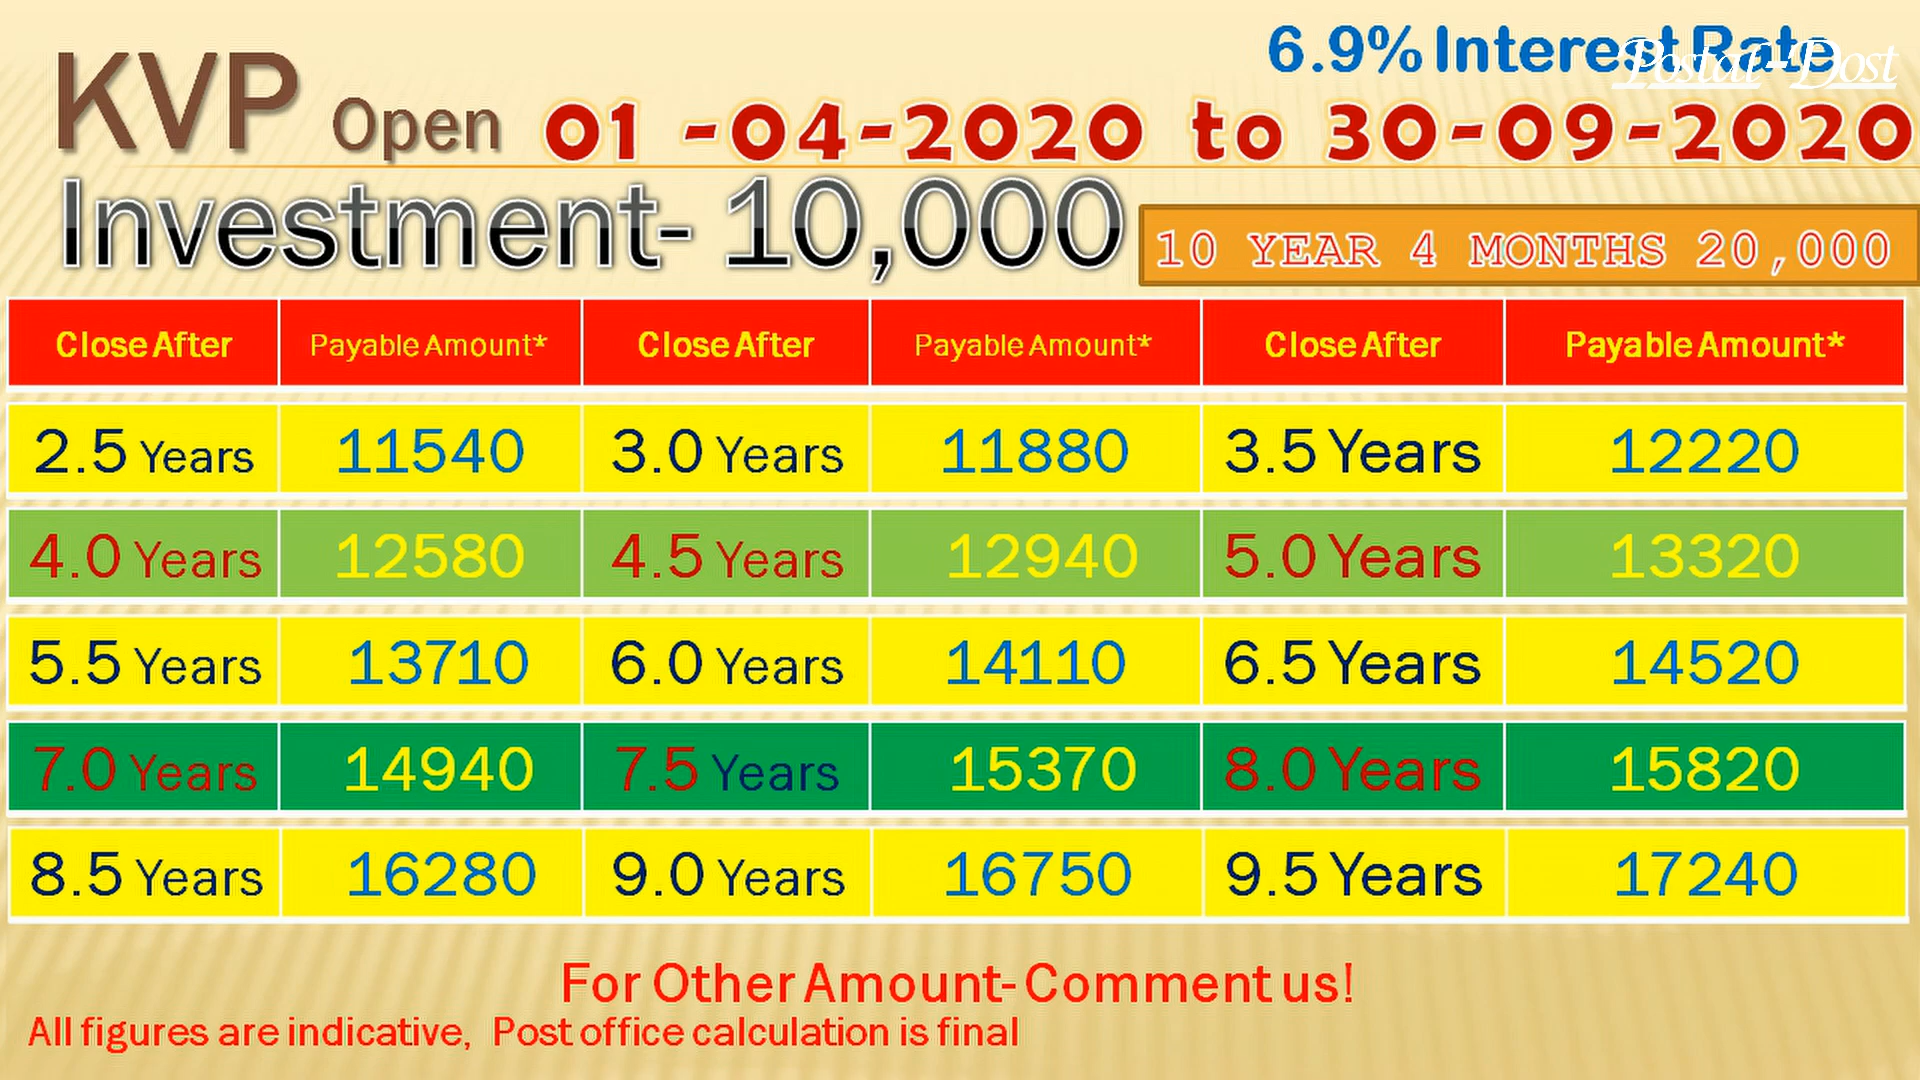 6.9% Interest Rate
Postal-Dost
KVP Open 01 -04-2020 to 30-09-2020
Investment- 10,000
10 YEAR 4 MONTHS 20,000
Close After Payable Amount* Close After Payable Amount* Close After Payable Amount*
2.5 Years 11540 3.0 Years 11880 3.5 Years 12220
4.0 Years 12580 4.5 Years 12940 5.0 Years 13320
5.5 Years 13710 6.0 Years 14110 6.5 Years 14520
7.0 Years 14940 7.5 Years 15370 8.0 Years 15820
8.5 Years 16280 9.0 Years 16750 9.5 Years 17240
For Other Amount- Comment us!
All figures are indicative, Post office calculation is final